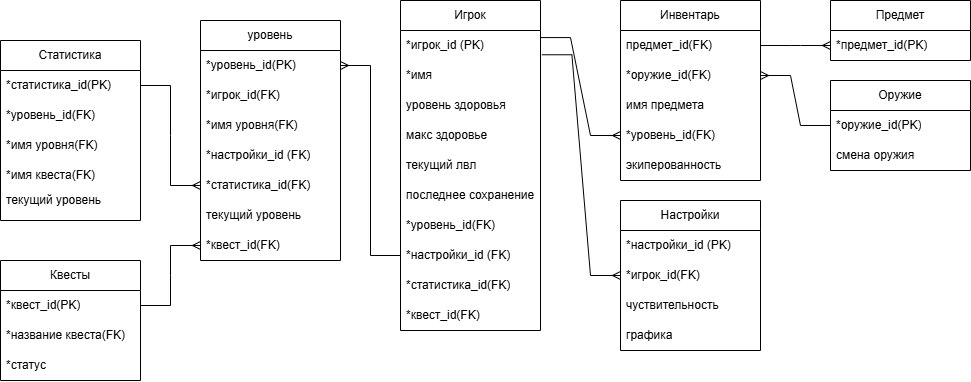 Статистика
*статистика_id(PK)
*уровень_id(FK)
*имя уровня(FK)
*имя квеста(FK)
текущий уровень
Квесты
*квест_id(PK)
*название квеста(FK)
*статус
уровень
*уровень_id(PK)
*игрок_id(FK)
*имя уровня(FK)
*настройки_id (FK)
*статистика_id(FK)
текущий уровень
*квест_id(FK)
Игрок
*игрок_id (PK)
*имя
уровень здоровья
макс здоровье
текущий лвл
последнее сохранение
*уровень_id(FK)
*настройки_id (FK)
*статистика_id(FK)
*квест_id(FK)
Инвентарь
предмет_id(FK)
*оружие_id(FK)
имя предмета
*уровень_id(FK)
экиперованность
Настройки
*настройки_id (PK)
*игрок_id(FK)
чуствительность
графика
Предмет
*предмет_id(PK)
Оружие
*оружие_id(PK)
смена оружия